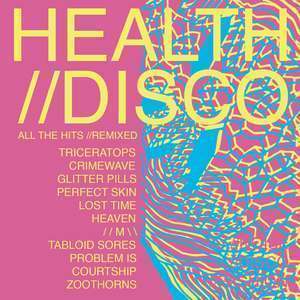 HEALTH
//DISCO
ALL THE HITS //REMIXED
TRICERATOPS
CRIMEWAVE
GLITTER PILLS
PERFECT SKIN
LOST TIME
HEAVEN
// M \\
TABLOID SORES
PROBLEM IS
COURTSHIP
ZOOTHORNS